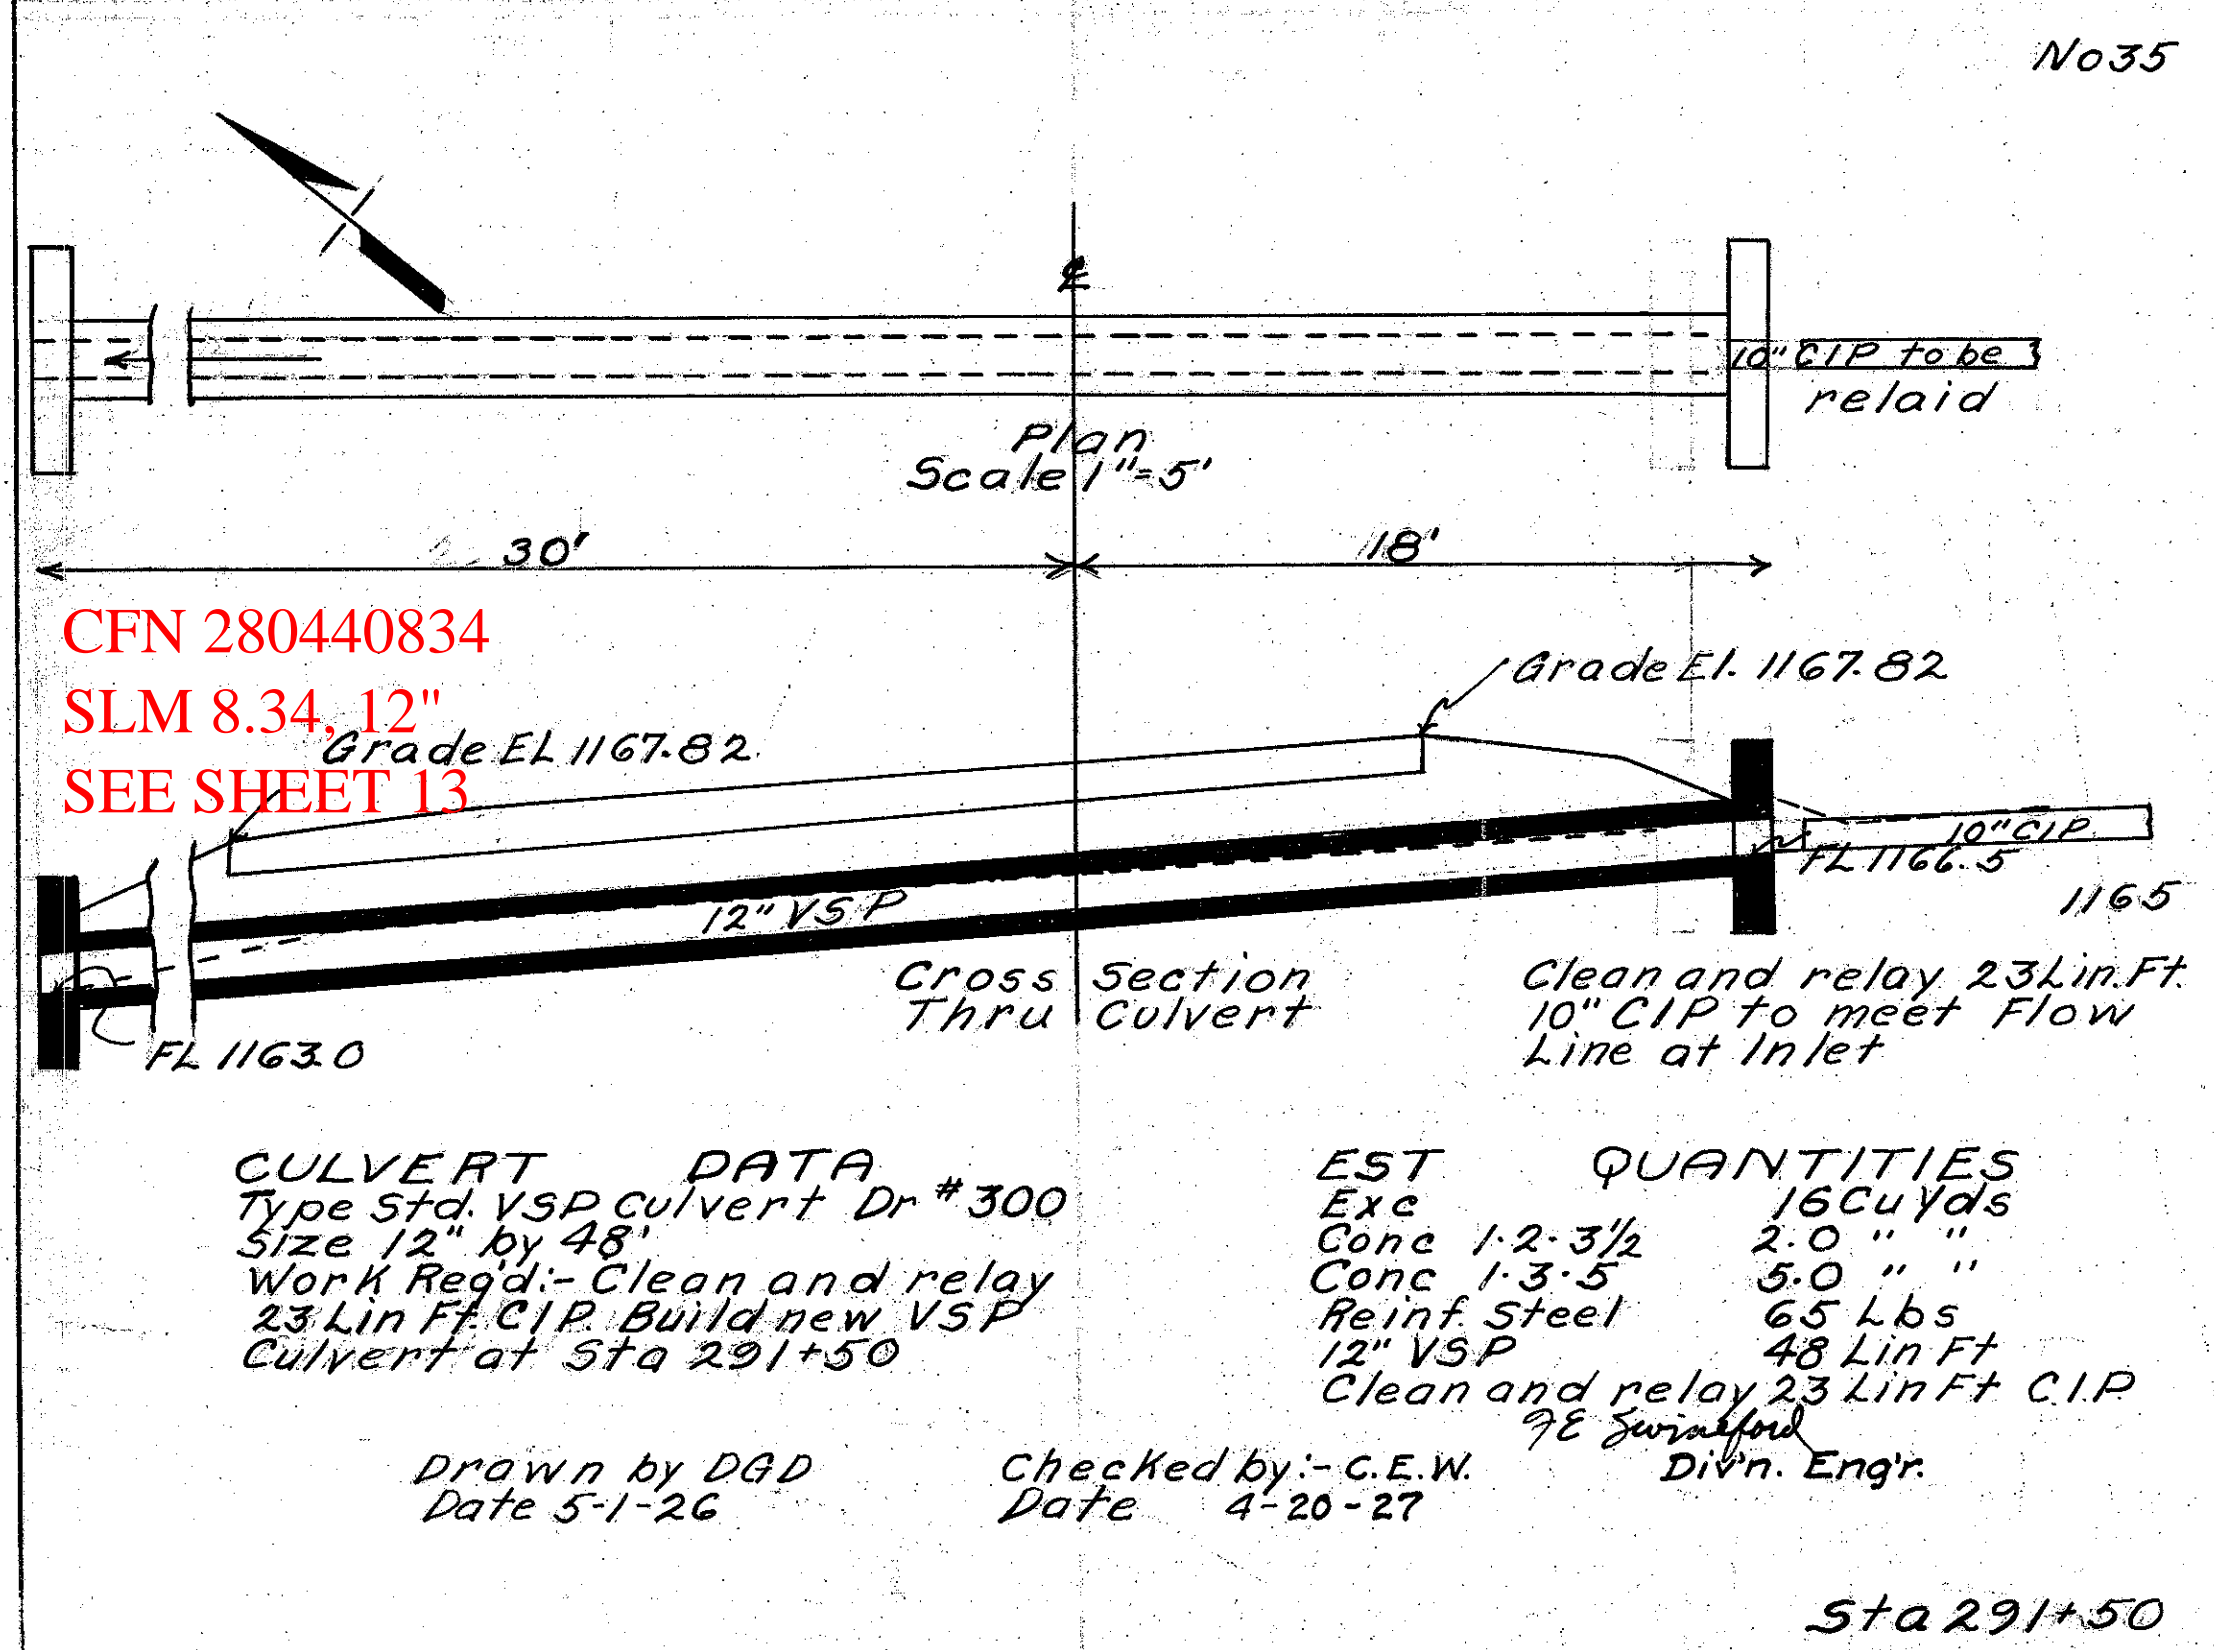 No 35
℄
10" CIP to be
relaid
Plan
Scale 1"=5'
30'
18'
CFN 280440834
SLM 8.34, 12"
SEE SHEET 13
Grade El. 1167.82
Grade EL 1167.82
10" CIP
FL 1166.5
1165
12" VSP
Cross Section
Thru Culvert
Clean and relay 23 Lin. Ft.
10" CIP to meet Flow
Line at Inlet
FL 1163.0
CULVERT DATA
Type Std. VSP Culvert Dr #300
Size 12" by 48'
Work Req'd:- Clean and relay
23 Lin Ft. CIP. Build new VSP
Culvert at Sta 291+50
EST QUANTITIES
Exc 16 Cu Yds
Conc 1·2·3½ 2.0 " "
Conc 1·3·5 5.0 " "
Reinf. Steel 65 Lbs
12" VSP 48 Lin Ft
Clean and relay 23 Lin Ft C.I.P.
FE Swineford
Div'n. Eng'r.
Drawn by DGD
Date 5-1-26
Checked by:- C.E.W.
Date 4-20-27
Sta 291+50